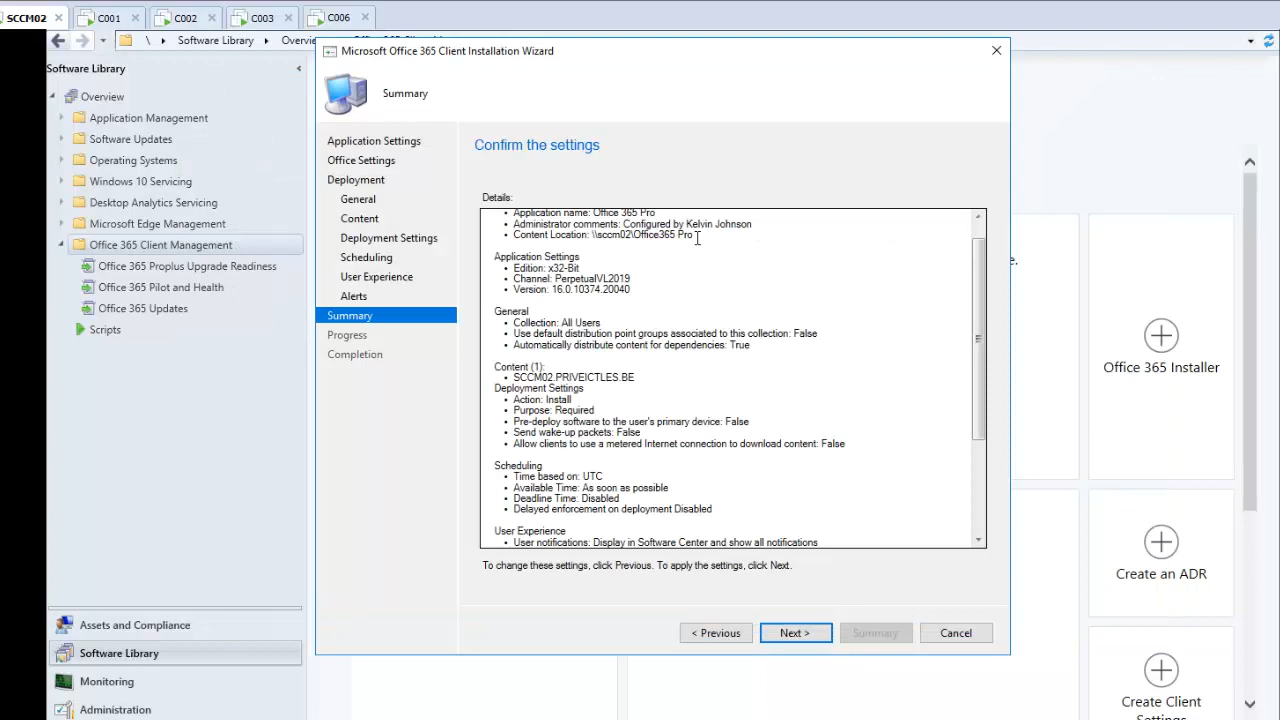 SCCM02
C001
C002
C003
C006
\ Software Library Overvie
Software Library
Overview
Application Management
Software Updates
Operating Systems
Windows 10 Servicing
Desktop Analytics Servicing
Microsoft Edge Management
Office 365 Client Management
Office 365 Proplus Upgrade Readiness
Office 365 Pilot and Health
Office 365 Updates
Scripts
Assets and Compliance
Software Library
Monitoring
Administration
Microsoft Office 365 Client Installation Wizard
Summary
Application Settings
Office Settings
Deployment
General
Content
Deployment Settings
Scheduling
User Experience
Alerts
Summary
Progress
Completion
Confirm the settings
Details:
• Application name: Office 365 Pro
• Administrator comments: Configured by Kelvin Johnson
• Content Location: \\sccm02\Office365 Pro
Application Settings
• Edition: x32-Bit
• Channel: PerpetualVL2019
• Version: 16.0.10374.20040
General
• Collection: All Users
• Use default distribution point groups associated to this collection: False
• Automatically distribute content for dependencies: True
Content (1):
• SCCM02.PRIVEICTLES.BE
Deployment Settings
• Action: Install
• Purpose: Required
• Pre-deploy software to the user's primary device: False
• Send wake-up packets: False
• Allow clients to use a metered Internet connection to download content: False
Scheduling
• Time based on: UTC
• Available Time: As soon as possible
• Deadline Time: Disabled
• Delayed enforcement on deployment Disabled
User Experience
• User notifications: Display in Software Center and show all notifications
To change these settings, click Previous. To apply the settings, click Next.
< Previous
Next >
Summary
Cancel
e.
Office 365 Installer
Create an ADR
Create Client
Settings